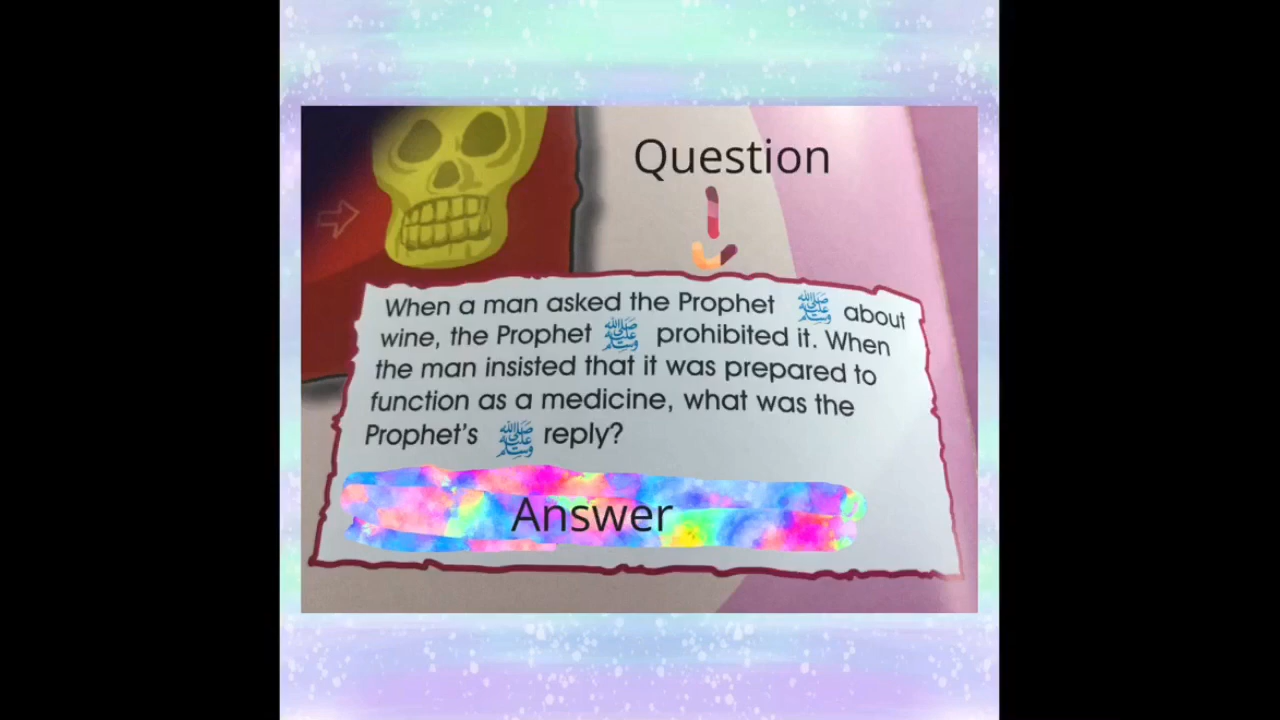 Question
When a man asked the Prophet ﷺ about
wine, the Prophet ﷺ prohibited it. When
the man insisted that it was prepared to
function as a medicine, what was the
Prophet's ﷺ reply?
Answer